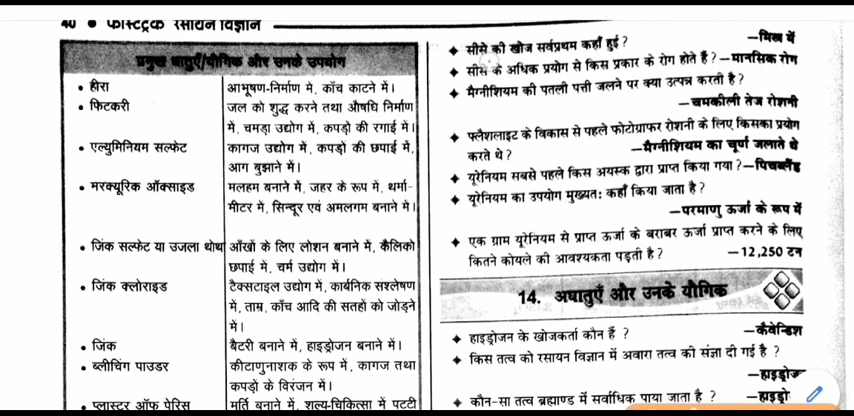 40 ● फास्टट्रैक रसायन विज्ञान
प्रमुख धातुएँ/यौगिक और उनके उपयोग
• हीरा
आभूषण-निर्माण मे, काँच काटने मे।
• फिटकरी
जल को शुद्ध करने तथा औषधि निर्माण
में, चमड़ा उद्योग में, कपड़ो की रंगाई में।
• एल्युमिनियम सल्फेट
कागज उद्योग में, कपड़ो की छपाई में,
आग बुझाने में।
• मरक्यूरिक ऑक्साइड
मलहम बनाने में, जहर के रूप में, थर्मा-
मीटर में, सिन्दूर एवं अमलगम बनाने में।
• जिंक सल्फेट या उजला थोथा
आँखों के लिए लोशन बनाने में, कैलिको
छपाई में, चर्म उद्योग में।
• जिंक क्लोराइड
टैक्सटाइल उद्योग में, कार्बनिक संश्लेषण
में, ताम्र, काँच आदि की सतहों को जोड़ने
में।
• जिंक
बैटरी बनाने में, हाइड्रोजन बनाने में।
• ब्लीचिंग पाउडर
कीटाणुनाशक के रूप में, कागज तथा
कपड़ों के विरंजन में।
• प्लास्टर ऑफ पेरिस
मूर्ति बनाने में, शल्य-चिकित्सा में पटटी
◆ सीसे की खोज सर्वप्रथम कहाँ हुई ? —मिस्र में
◆ सीसे के अधिक प्रयोग से किस प्रकार के रोग होते हैं ?—मानसिक रोग
◆ मैग्नीशियम की पतली पत्ती जलने पर क्या उत्पन्न करती है ?
—चमकीली तेज रोशनी
◆ फ्लैशलाइट के विकास से पहले फोटोग्राफर रोशनी के लिए किसका प्रयोग
करते थे ? —मैग्नीशियम का चूर्ण जलाते थे
◆ यूरेनियम सबसे पहले किस अयस्क द्वारा प्राप्त किया गया ?—पिचब्लैंड
◆ यूरेनियम का उपयोग मुख्यतः कहाँ किया जाता है ?
—परमाणु ऊर्जा के रूप में
◆ एक ग्राम यूरेनियम से प्राप्त ऊर्जा के बराबर ऊर्जा प्राप्त करने के लिए
कितने कोयले की आवश्यकता पड़ती है ? —12,250 टन
14. अधातुएँ और उनके यौगिक
◆ हाइड्रोजन के खोजकर्ता कौन हैं ? —कैवेन्डिश
◆ किस तत्व को रसायन विज्ञान में अवारा तत्व की संज्ञा दी गई है ?
—हाइड्रोज
◆ कौन-सा तत्व ब्रह्माण्ड में सर्वाधिक पाया जाता है ? —हाइड्रो